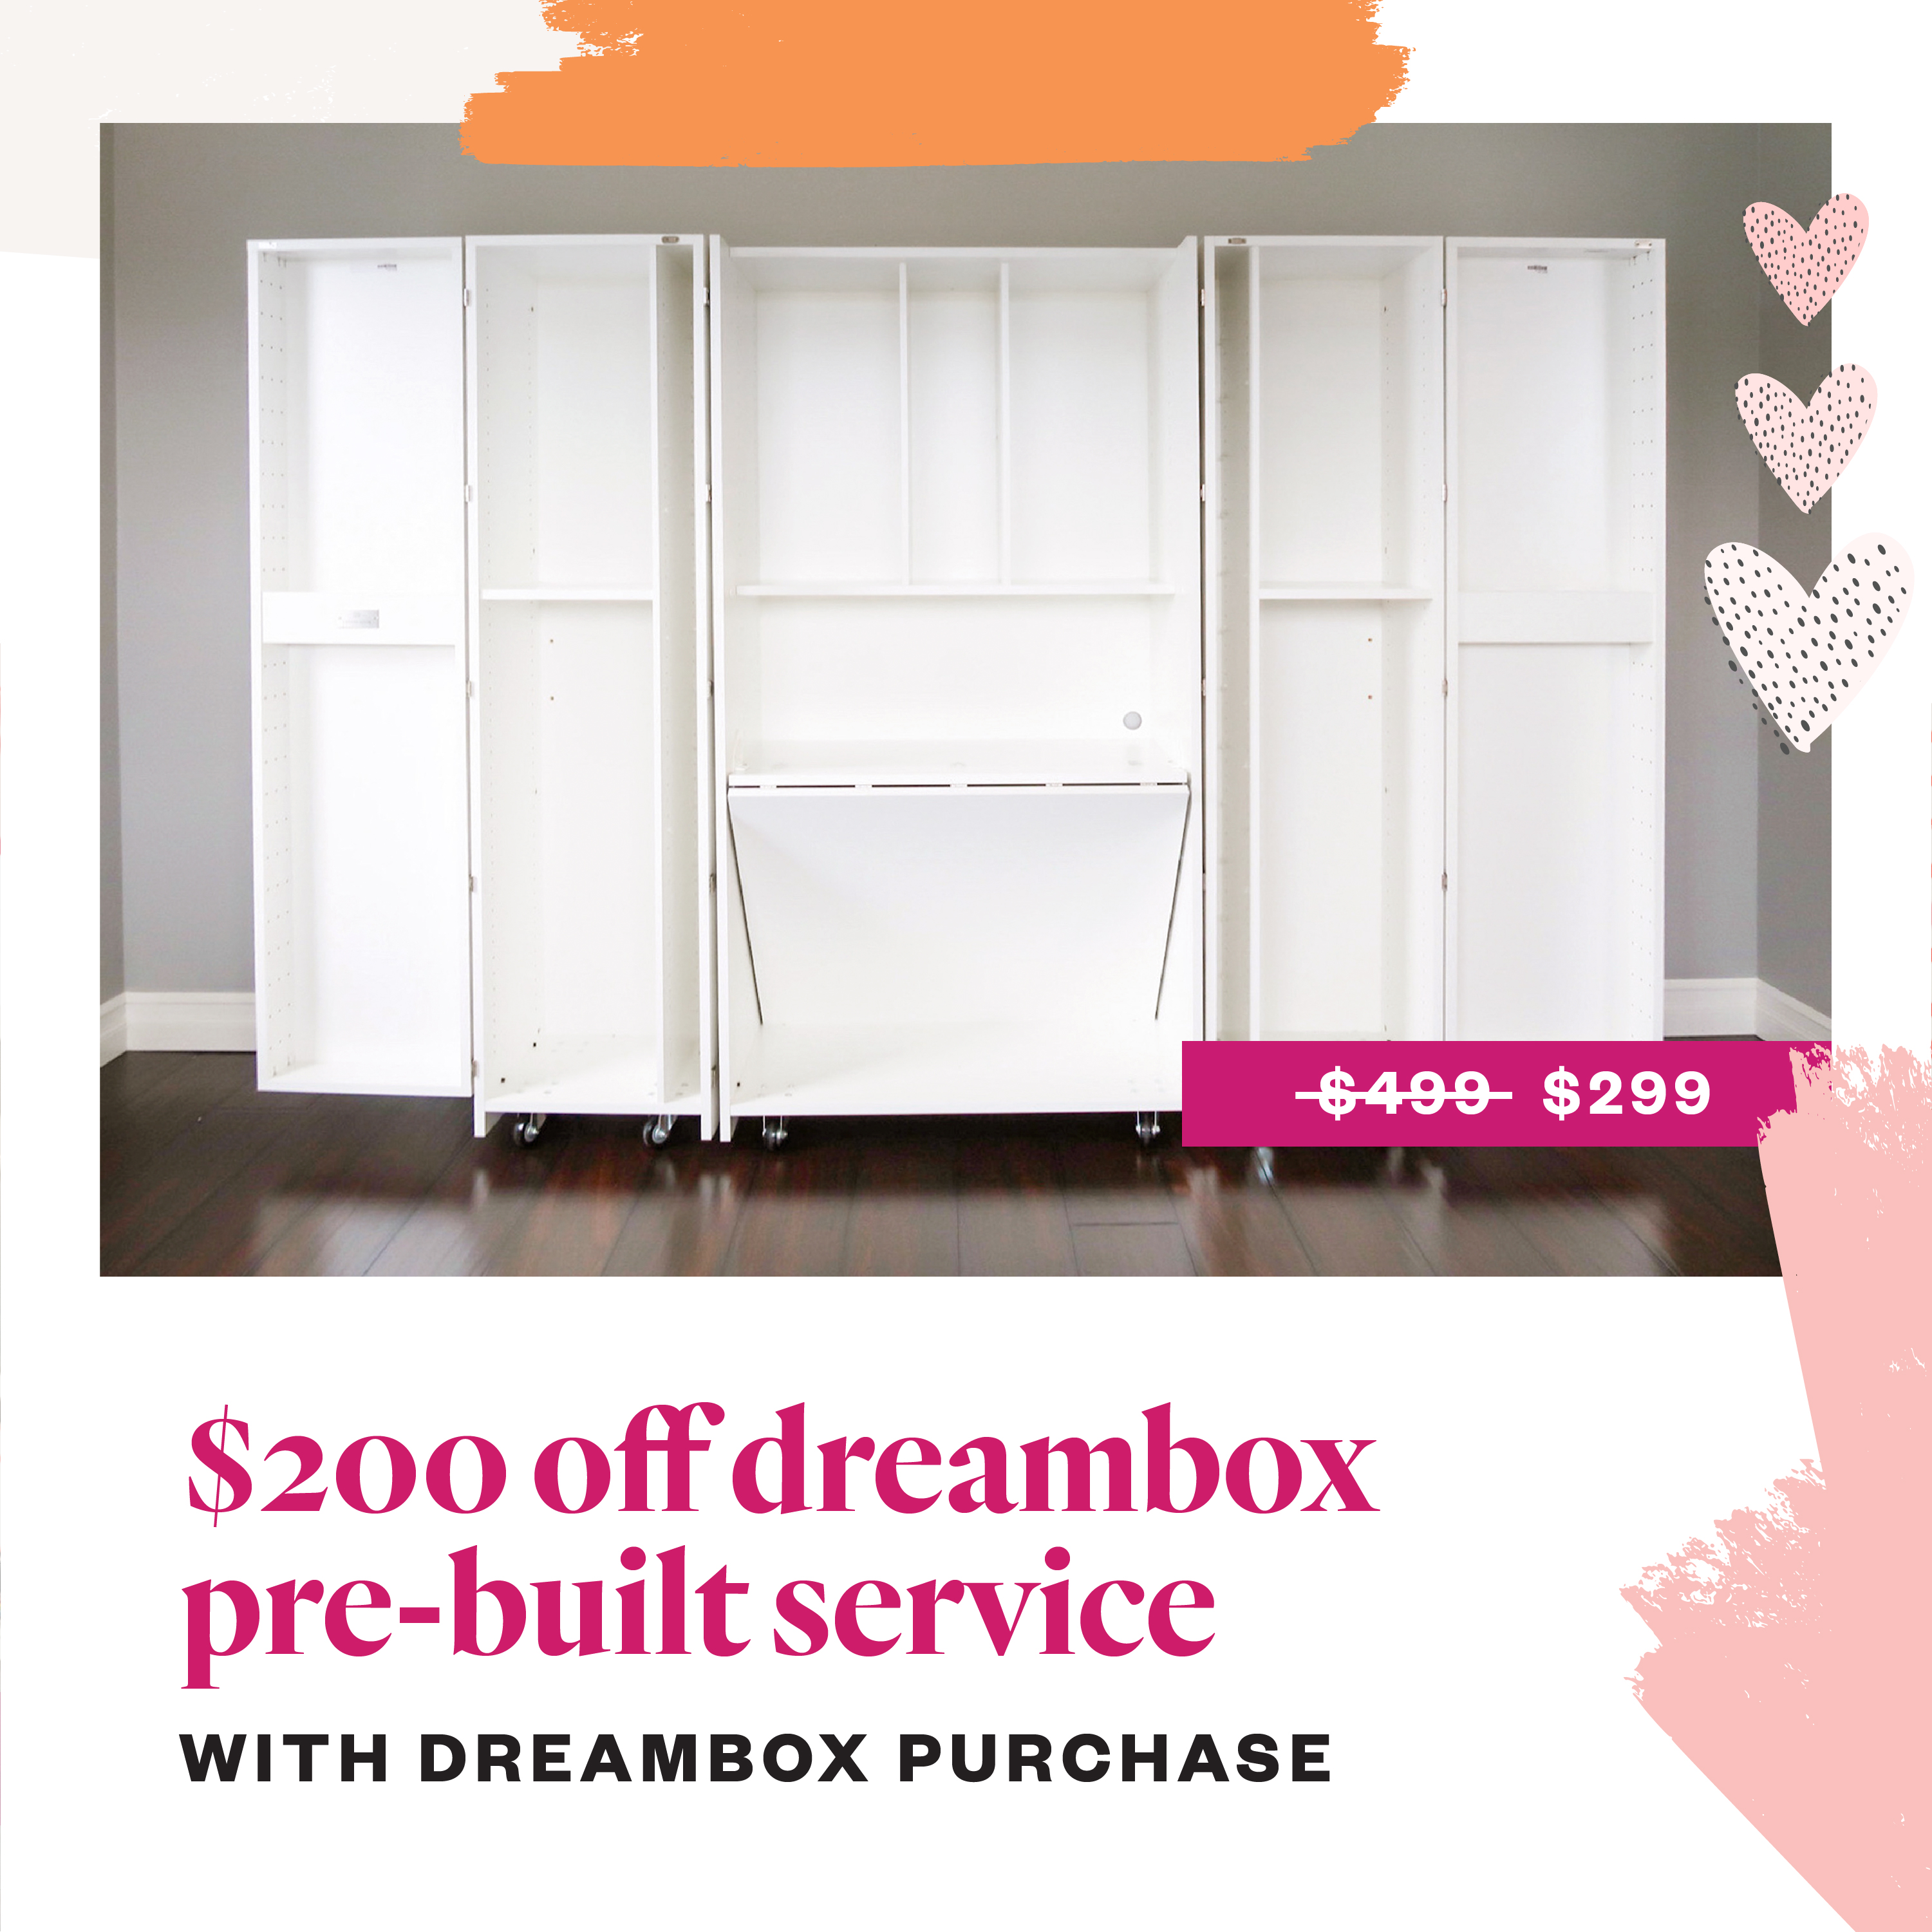 $499 $299
$200 off dreambox
pre-built service
WITH DREAMBOX PURCHASE